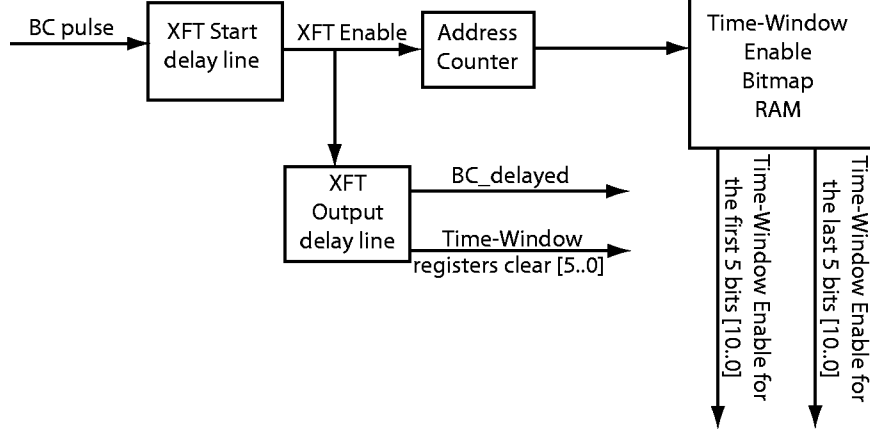 BC pulse
XFT Start
delay line
XFT Enable
Address
Counter
Time-Window
Enable
Bitmap
RAM
XFT
Output
delay line
BC_delayed
Time-Window
registers clear [5..0]
Time-Window Enable for
the first 5 bits [10..0]
Time-Window Enable for
the last 5 bits [10..0]